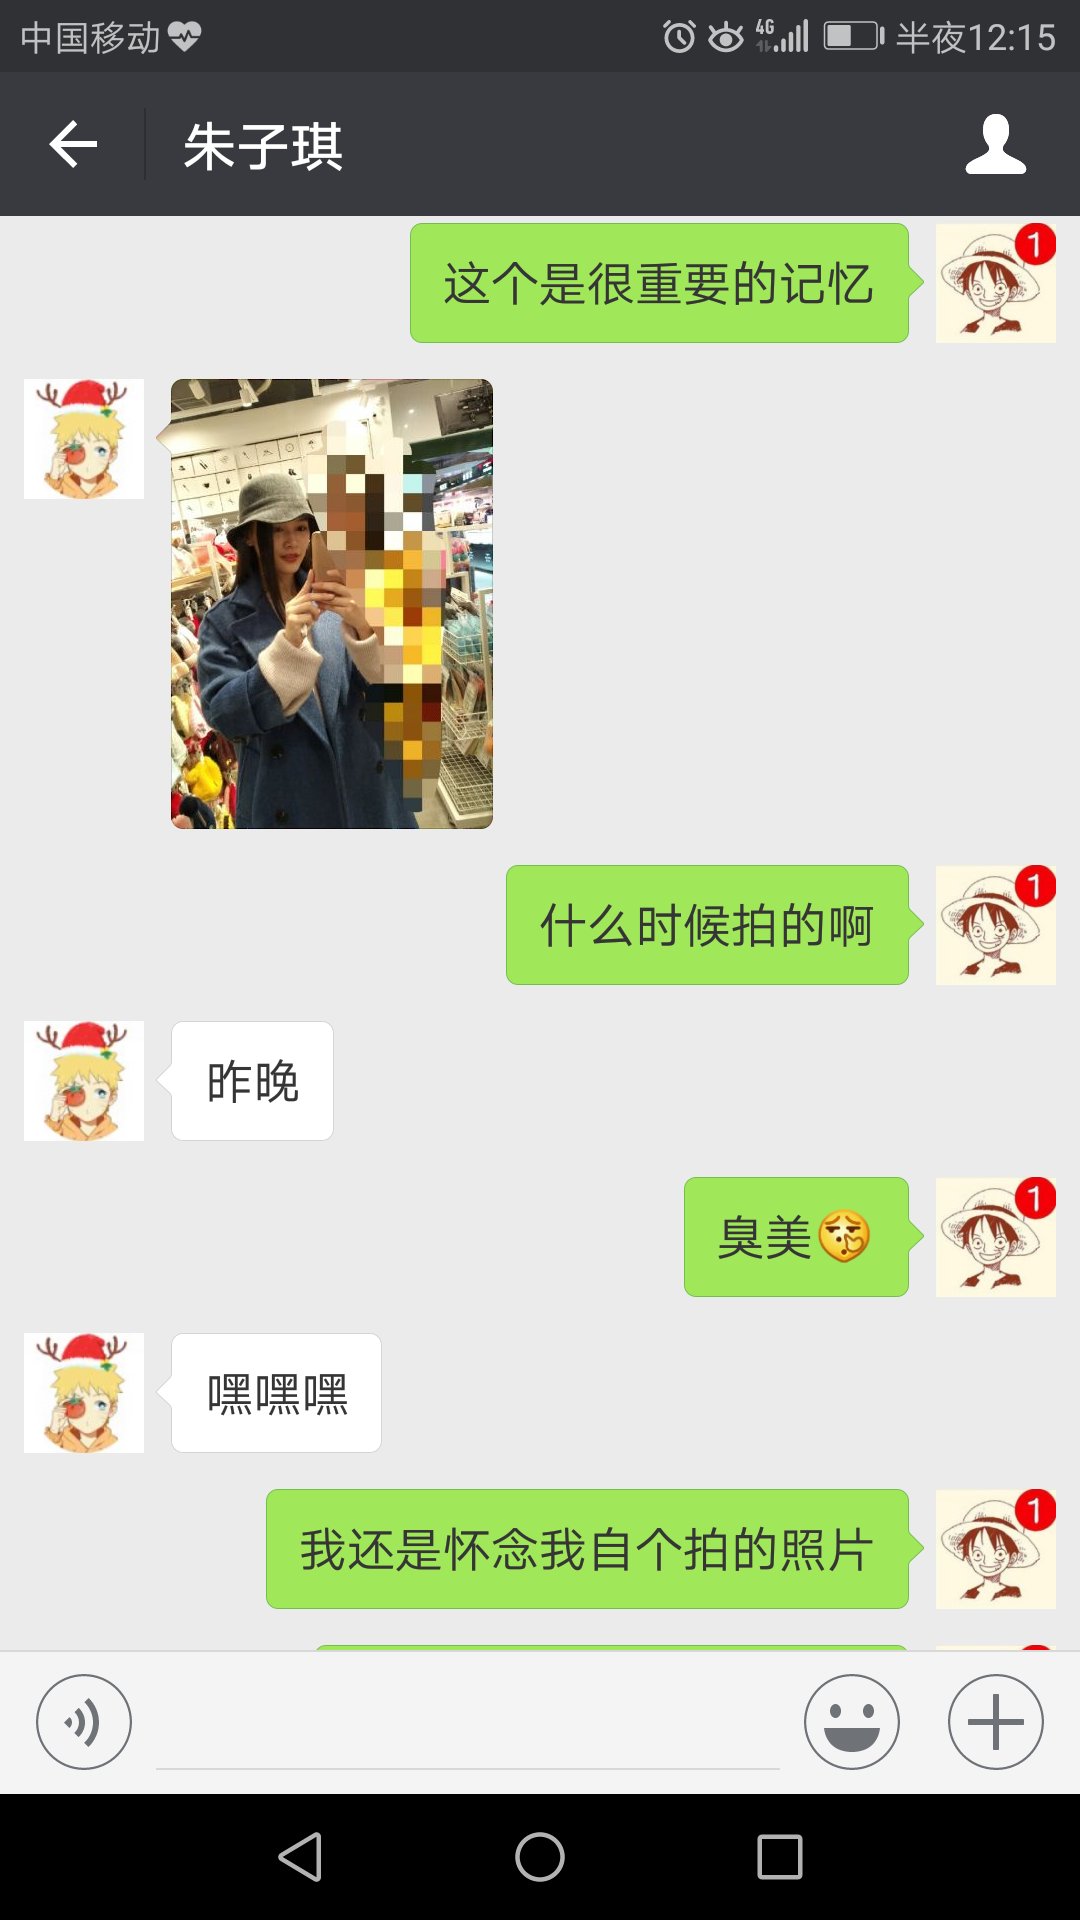 中国移动
4G
半夜12:15
朱子琪
这个是很重要的记忆
1
什么时候拍的啊
1
昨晚
臭美
1
嘿嘿嘿
我还是怀念我自个拍的照片
1